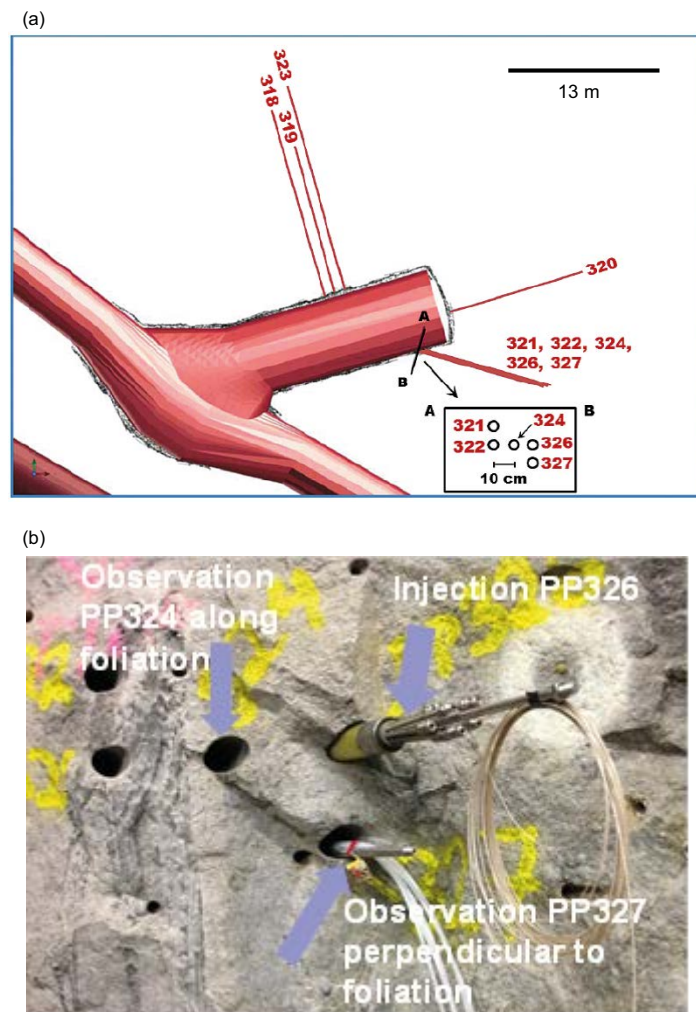 (a)
323
318 319
13 m
320
321, 322, 324,
326, 327
A
B
A B
324
321
322 326
327
10 cm
(b)
Observation
PP324 along
foliation
Injection PP326
Observation PP327
perpendicular to
foliation